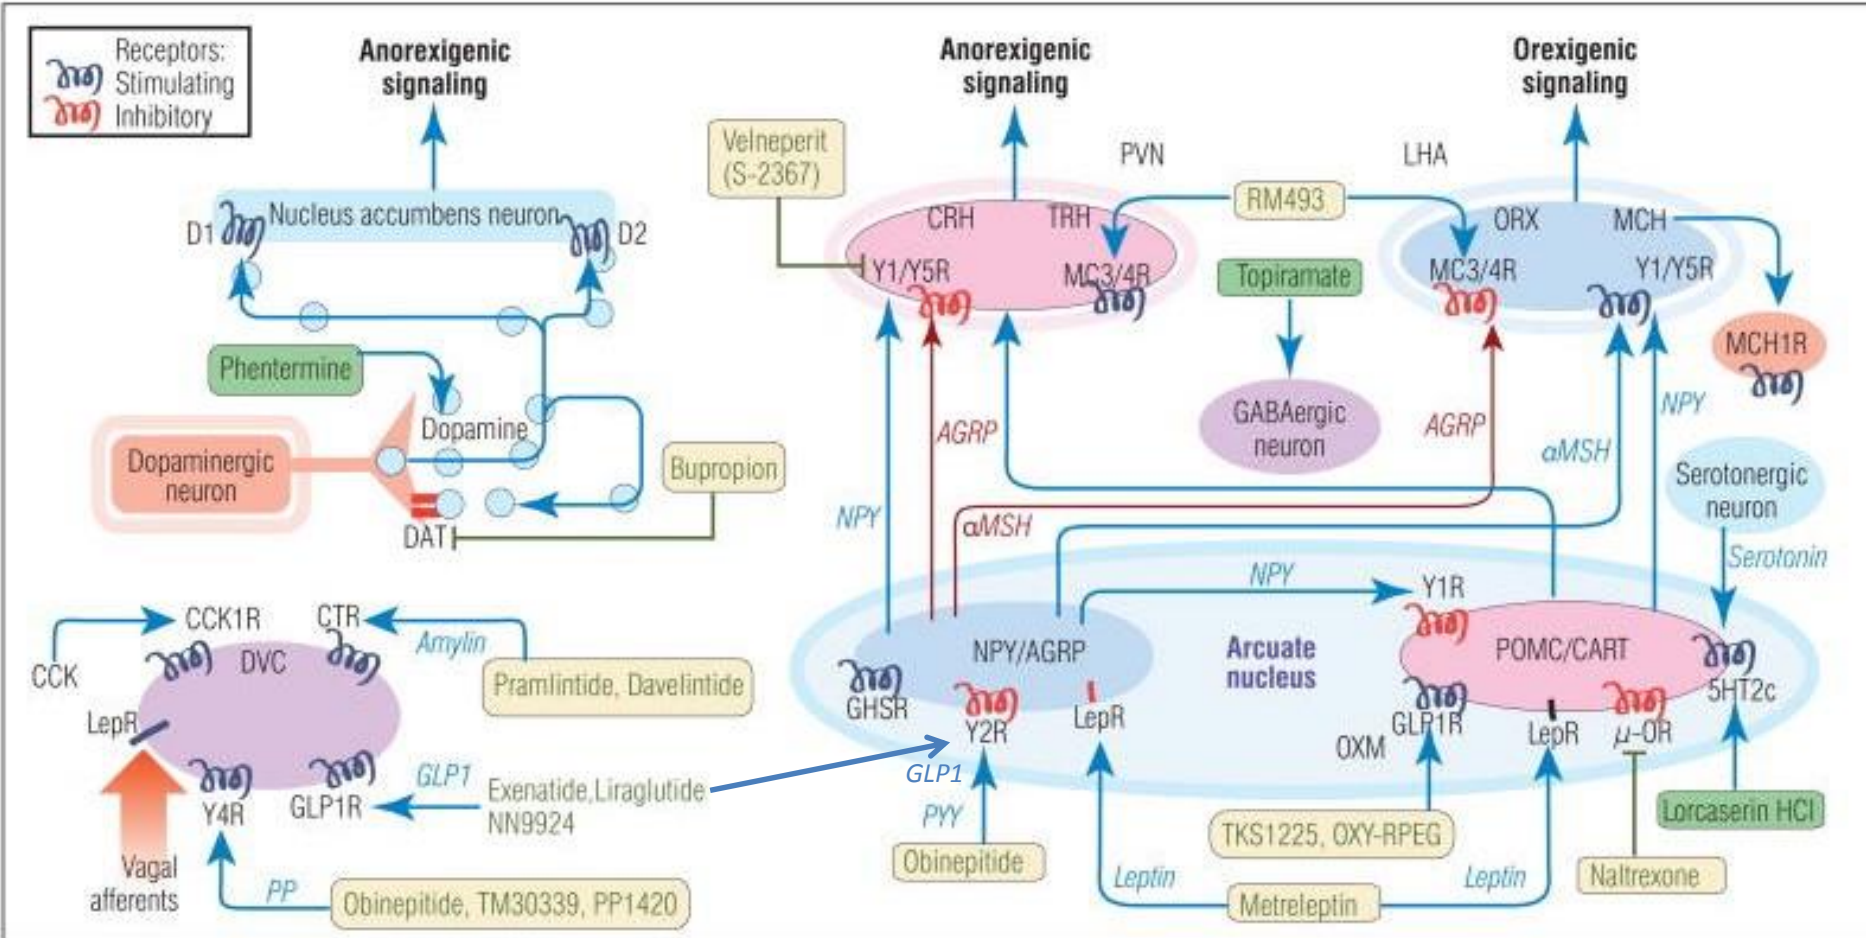 Receptors:
Stimulating
Inhibitory
Anorexigenic
signaling
D1
Nucleus accumbens neuron
D2
Phentermine
Dopamine
Dopaminergic
neuron
DAT
Bupropion
CCK
CCK1R
CTR
DVC
Amylin
Pramlintide, Davelintide
LepR
Y4R
GLP1R
GLP1
Exenatide,Liraglutide
NN9924
Vagal
afferents
PP
Obinepitide, TM30339, PP1420
Anorexigenic
signaling
Orexigenic
signaling
Velneperit
(S-2367)
PVN
LHA
RM493
CRH
TRH
Y1/Y5R
MC3/4R
ORX
MCH
MC3/4R
Y1/Y5R
Topiramate
GABAergic
neuron
MCH1R
AGRP
AGRP
NPY
αMSH
NPY
αMSH
Serotonergic
neuron
Serotonin
NPY
Y1R
NPY/AGRP
Arcuate
nucleus
POMC/CART
GHSR
Y2R
LepR
OXM
GLP1R
LepR
μ-OR
5HT2c
GLP1
PYY
Obinepitide
Leptin
Metreleptin
Leptin
TKS1225, OXY-RPEG
Naltrexone
Lorcaserin HCl